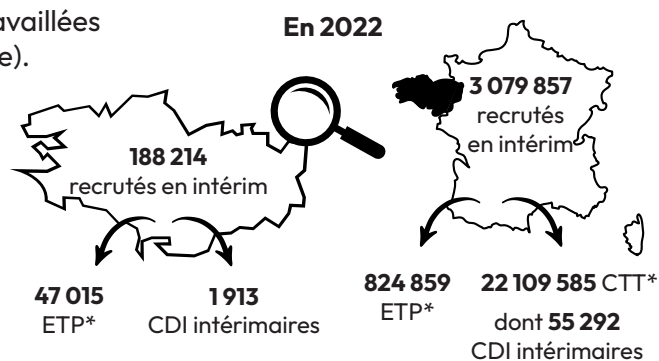 availlées
e).
En 2022
188 214
recrutés en intérim
47 015
ETP*
1 913
CDI intérimaires
3 079 857
recrutés
en intérim
824 859
ETP*
22 109 585 CTT*
dont 55 292
CDI intérimaires